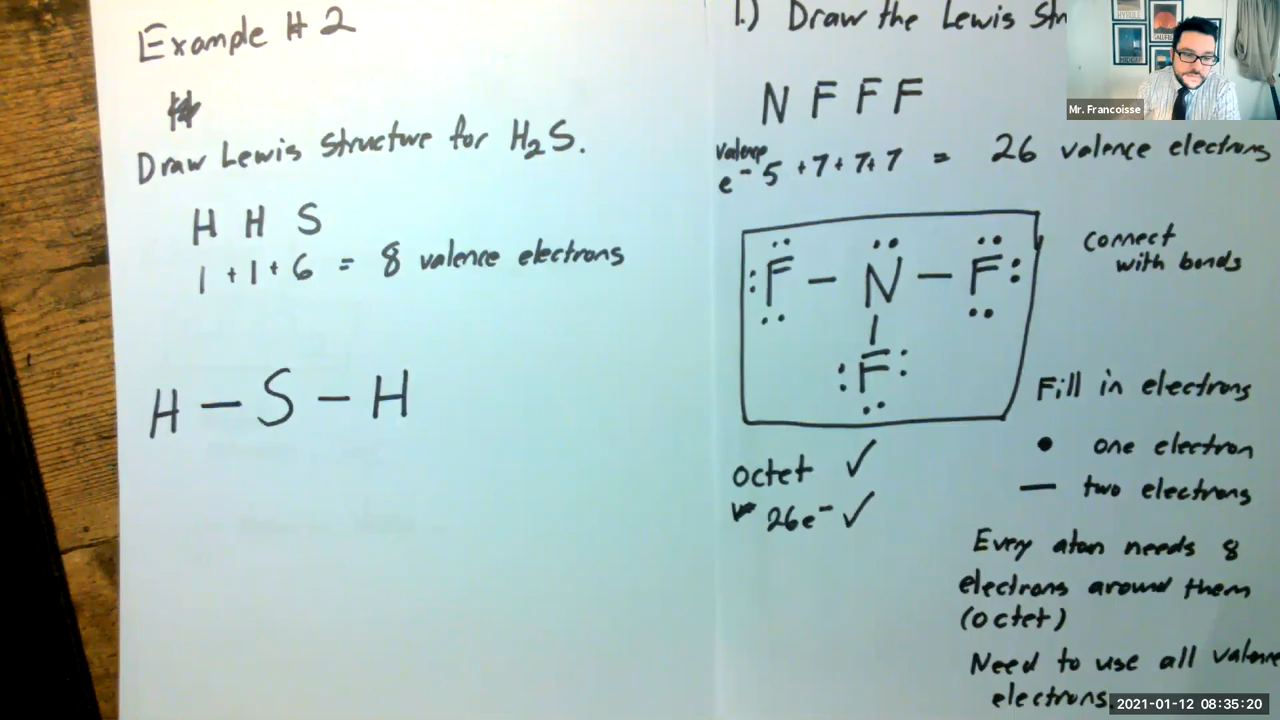 Example #2
Draw Lewis Structure for H2S.
H H S
1 + 1 + 6 = 8 valence electrons
H – S – H
1.) Draw the Lewis
N F F F
valence
e- 5 + 7 + 7 + 7 = 26 valence electrons
F – N – F
F
Connect
with bonds
Fill in electrons
• one electron
— two electrons
octet ✓
26e- ✓
Every atom needs 8
electrons around them
(octet)
Need to use all valence
electrons.
Mr. Francoisse
2021-01-12 08:35:20